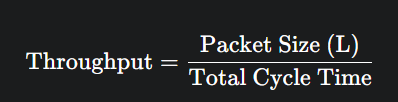 Throughput = Packet Size (L) / Total Cycle Time